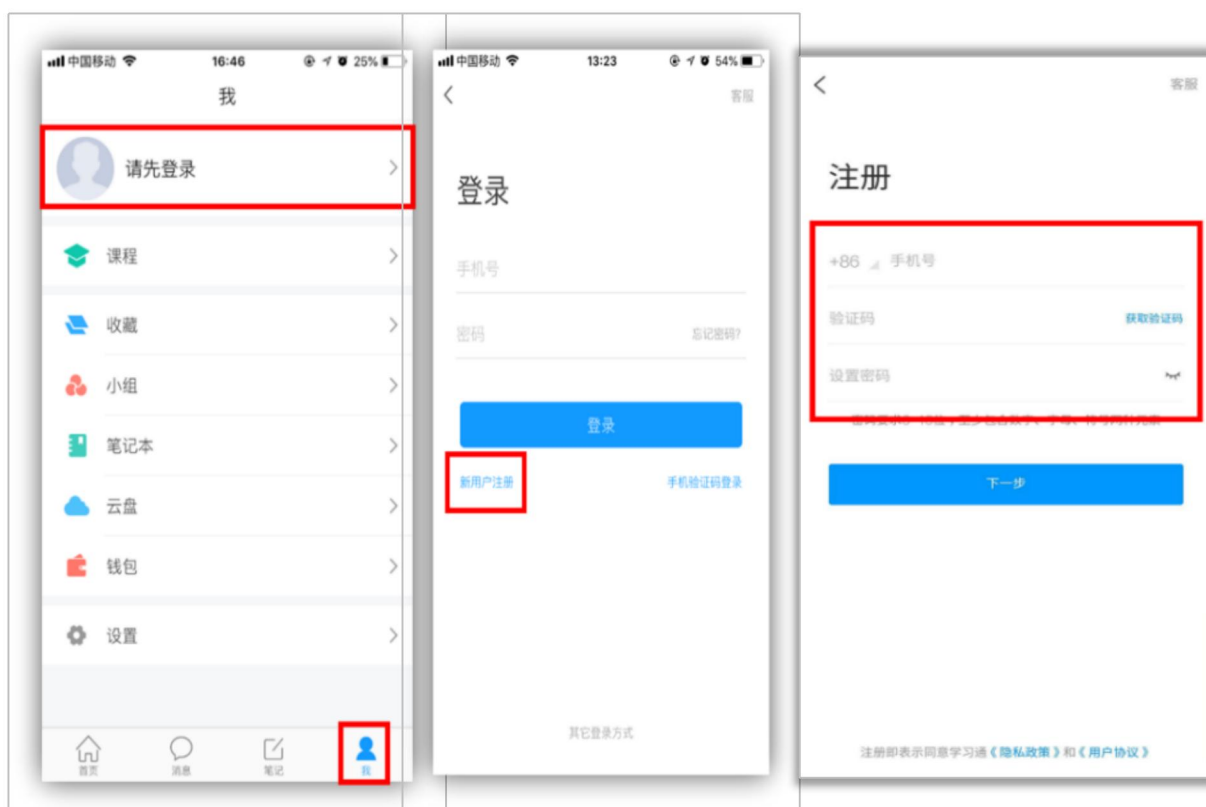 中国移动 16:46 25%
我
请先登录
课程
收藏
小组
笔记本
云盘
钱包
设置
首页 消息 笔记 我
中国移动 13:23 54%
客服
登录
手机号
密码 忘记密码?
登录
新用户注册 手机验证码登录
其它登录方式
客服
注册
+86 手机号
验证码 获取验证码
设置密码
下一步
注册即表示同意学习通《隐私政策》和《用户协议》